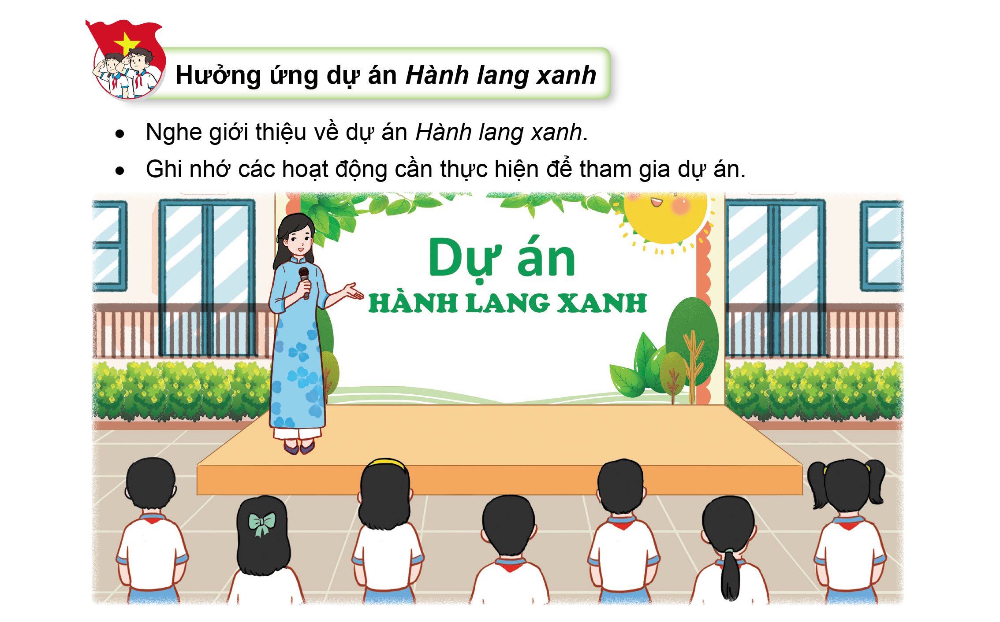 Hưởng ứng dự án Hành lang xanh
• Nghe giới thiệu về dự án Hành lang xanh.
• Ghi nhớ các hoạt động cần thực hiện để tham gia dự án.
Dự án
HÀNH LANG XANH